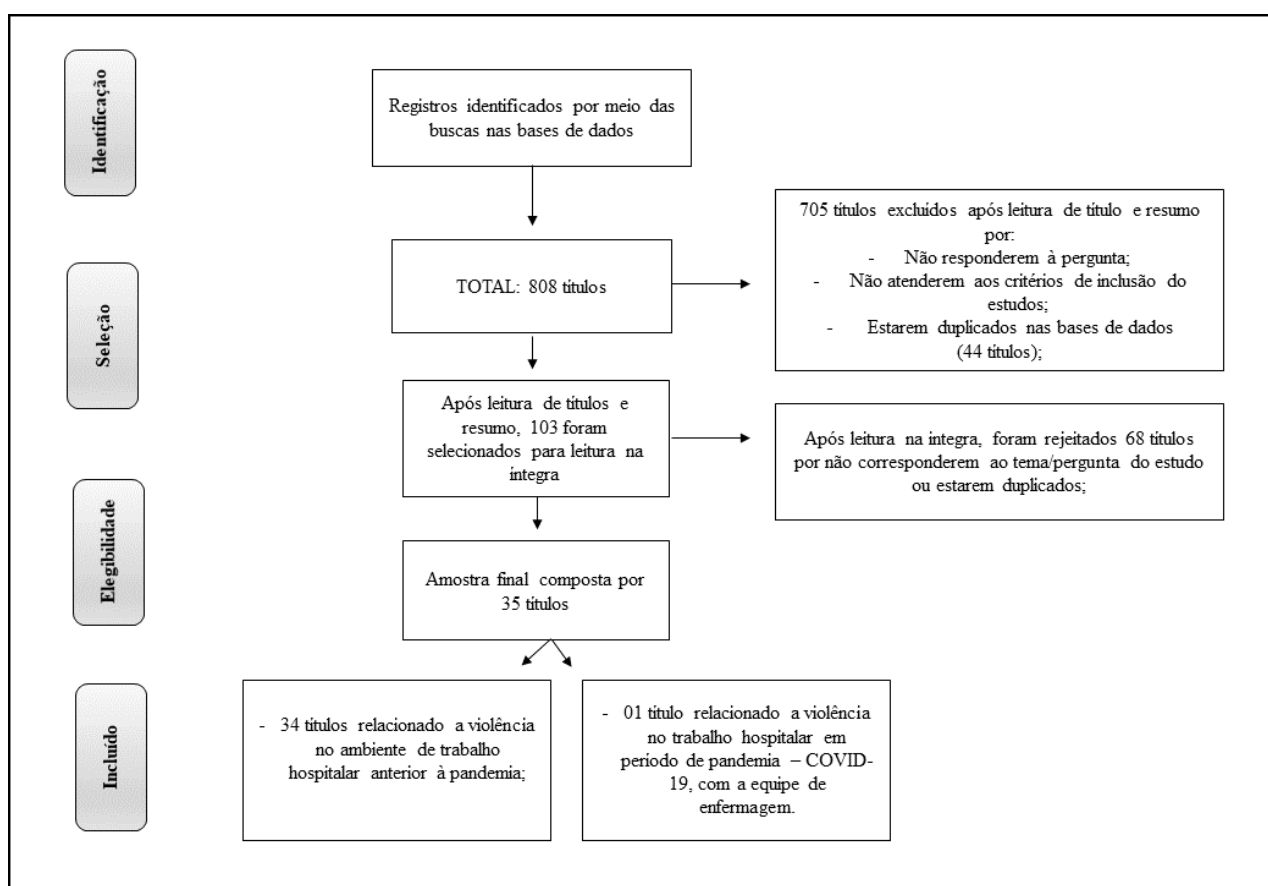 Identificação
Registros identificados por meio das
buscas nas bases de dados
Seleção
TOTAL: 808 títulos
705 títulos excluídos após leitura de título e resumo
por:
- Não responderem à pergunta;
- Não atenderem aos critérios de inclusão do
estudos;
- Estarem duplicados nas bases de dados
(44 títulos);
Após leitura de títulos e
resumo, 103 foram
selecionados para leitura na
íntegra
Após leitura na integra, foram rejeitados 68 títulos
por não corresponderem ao tema/pergunta do estudo
ou estarem duplicados;
Elegibilidade
Amostra final composta por
35 títulos
Incluído
- 34 títulos relacionado a violência
no ambiente de trabalho
hospitalar anterior à pandemia;
- 01 título relacionado a violência
no trabalho hospitalar em
período de pandemia – COVID-
19, com a equipe de
enfermagem.